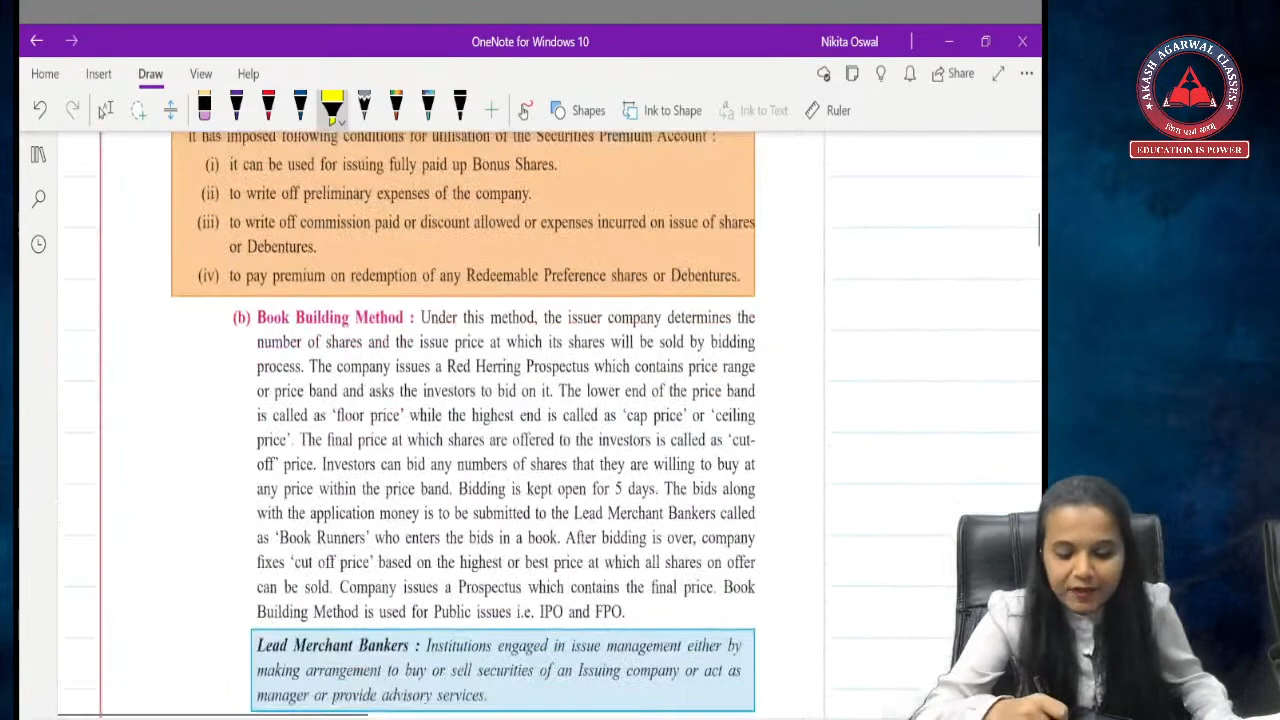 OneNote for Windows 10
Nikita Oswal
Home Insert Draw View Help
Share
Shapes
Ink to Shape
Ink to Text
Ruler
It has imposed following conditions for utilisation of the Securities Premium Account :
(i) it can be used for issuing fully paid up Bonus Shares.
(ii) to write off preliminary expenses of the company.
(iii) to write off commission paid or discount allowed or expenses incurred on issue of shares
or Debentures.
(iv) to pay premium on redemption of any Redeemable Preference shares or Debentures.
(b) Book Building Method : Under this method, the issuer company determines the
number of shares and the issue price at which its shares will be sold by bidding
process. The company issues a Red Herring Prospectus which contains price range
or price band and asks the investors to bid on it. The lower end of the price band
is called as ‘floor price’ while the highest end is called as ‘cap price’ or ‘ceiling
price’. The final price at which shares are offered to the investors is called as ‘cut-
off’ price. Investors can bid any numbers of shares that they are willing to buy at
any price within the price band. Bidding is kept open for 5 days. The bids along
with the application money is to be submitted to the Lead Merchant Bankers called
as ‘Book Runners’ who enters the bids in a book. After bidding is over, company
fixes ‘cut off price’ based on the highest or best price at which all shares on offer
can be sold. Company issues a Prospectus which contains the final price. Book
Building Method is used for Public issues i.e. IPO and FPO.
Lead Merchant Bankers : Institutions engaged in issue management either by
making arrangement to buy or sell securities of an Issuing company or act as
manager or provide advisory services.
AKASH AGARWAL CLASSES
EDUCATION IS POWER